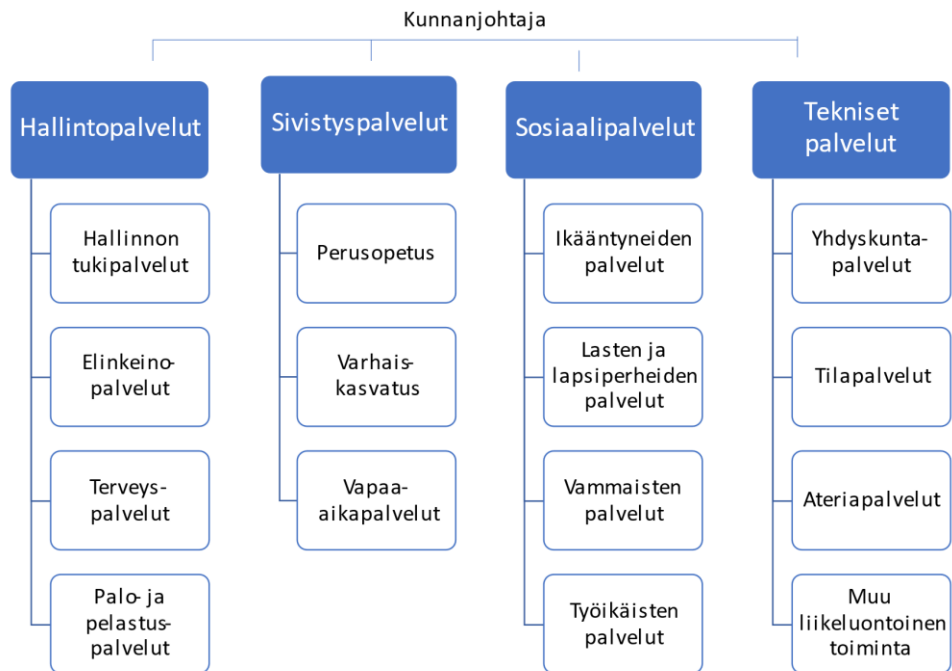 Kunnanjohtaja
Hallintopalvelut
Hallinnon
tukipalvelut
Elinkeino-
palvelut
Terveys-
palvelut
Palo- ja
pelastus-
palvelut
Sivistyspalvelut
Perusopetus
Varhais-
kasvatus
Vapaa-
aikapalvelut
Sosiaalipalvelut
Ikääntyneiden
palvelut
Lasten ja
lapsiperheiden
palvelut
Vammaisten
palvelut
Työikäisten
palvelut
Tekniset
palvelut
Yhdyskunta-
palvelut
Tilapalvelut
Ateriapalvelut
Muu
liikeluontoinen
toiminta